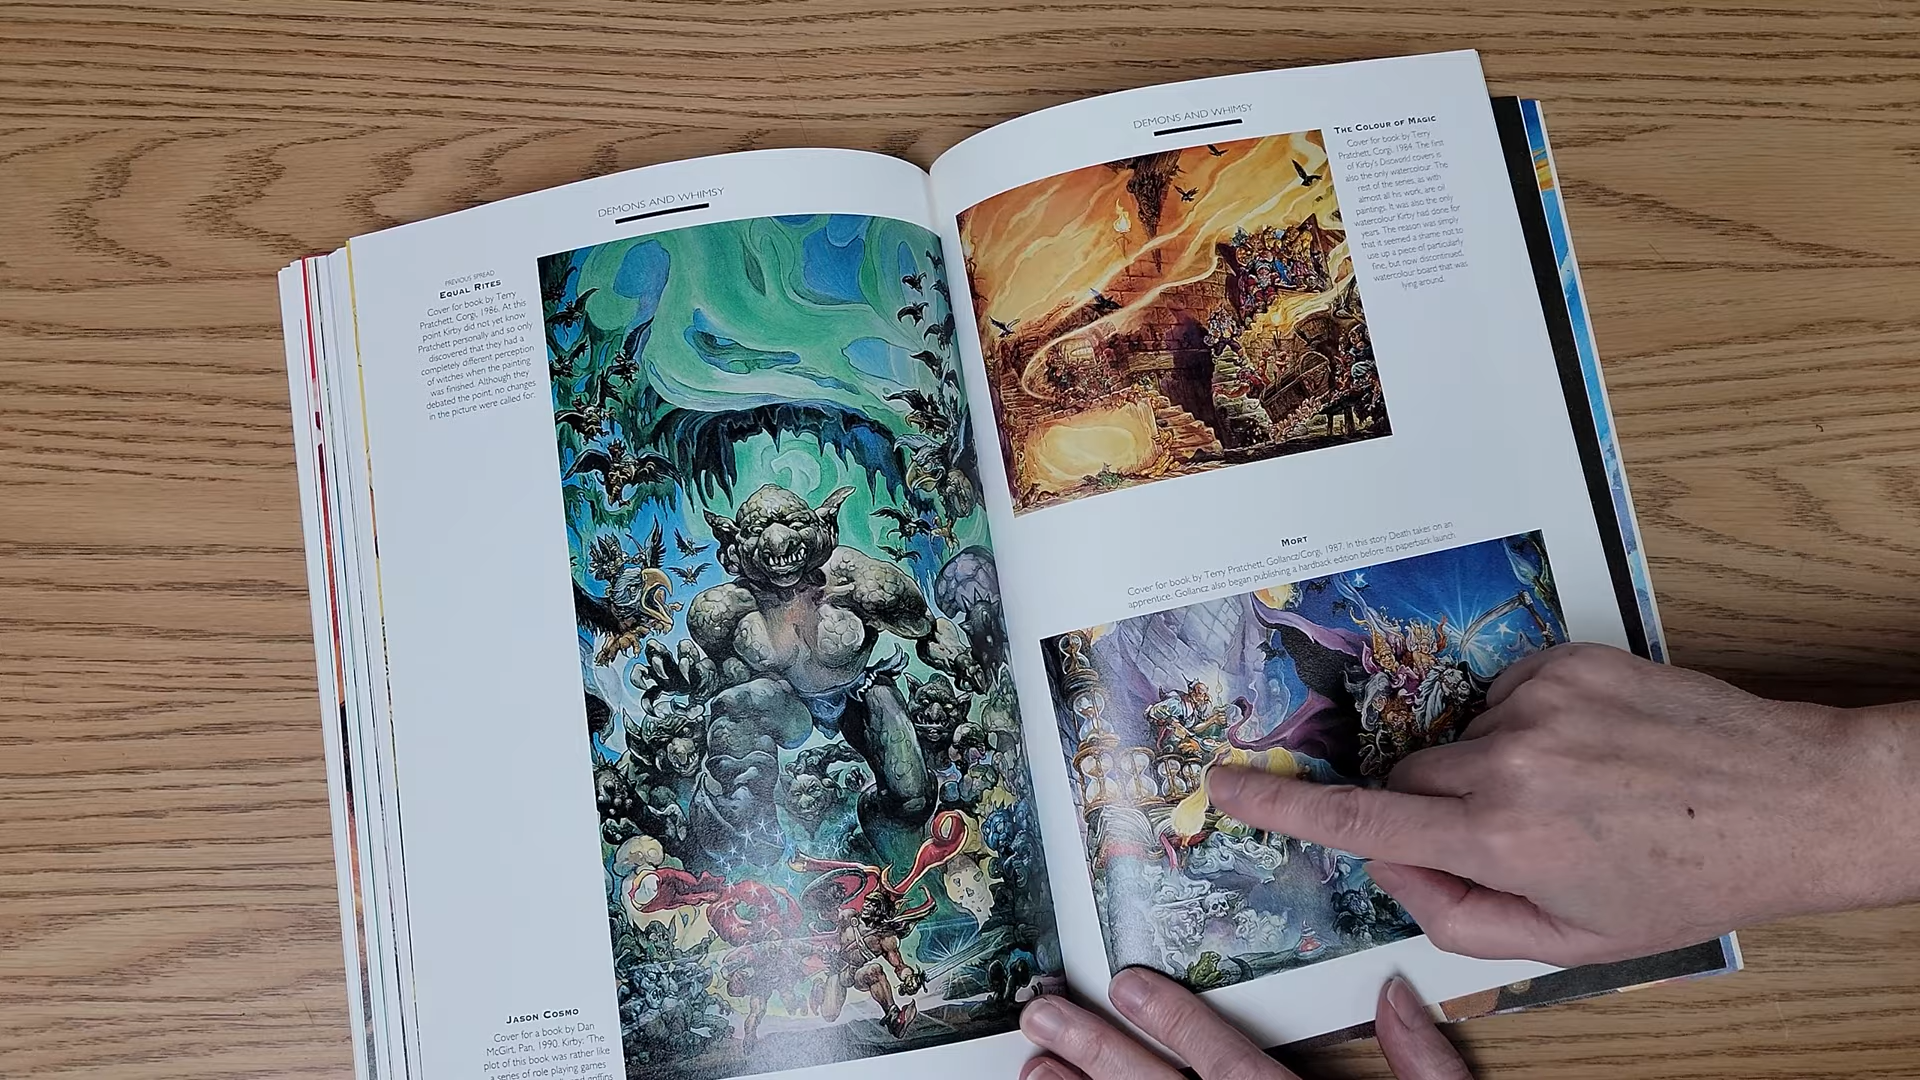 DEMONS AND WHIMSY
PREVIOUS SPREAD
EQUAL RITES
Cover for book by Terry
Pratchett, Corgi, 1986. At this
point Kirby did not yet know
Pratchett personally and so only
discovered that they had a
completely different perception
of witches when the painting
was finished. Although they
debated the point, no changes
in the picture were called for.
JASON COSMO
Cover for a book by Dan
McGirt, Pan, 1990. Kirby: 'The
plot of this book was rather like
a series of role playing games
griffins
DEMONS AND WHIMSY
THE COLOUR OF MAGIC
Cover for book by Terry
Pratchett, Corgi, 1984. The first
of Kirby's Discworld covers is
also the only watercolour. The
rest of the series, as with
almost all his work, are oil
paintings. It was also the only
watercolour Kirby had done for
years. The reason was simply
that it seemed a shame not to
use up a piece of particularly
fine, but now discontinued,
watercolour board that was
lying around.
MORT
Cover for book by Terry Pratchett, Gollancz/Corgi, 1987. In this story Death takes on an
apprentice. Gollancz also began publishing a hardback edition before its paperback launch